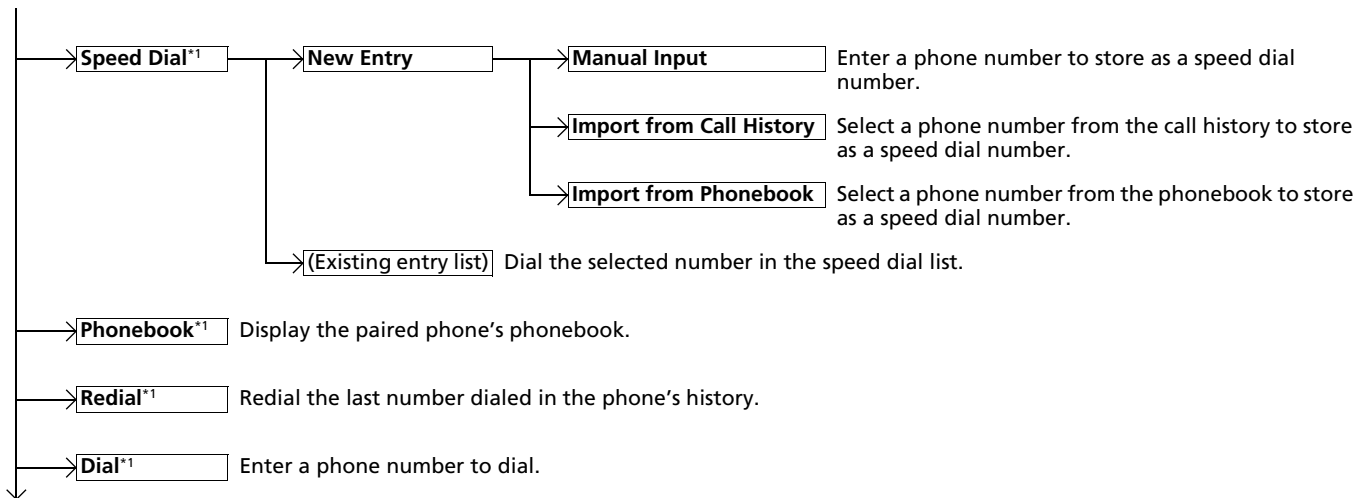 Speed Dial*1 New Entry Manual Input Enter a phone number to store as a speed dial
number.
Import from Call History Select a phone number from the call history to store
as a speed dial number.
Import from Phonebook Select a phone number from the phonebook to store
as a speed dial number.
(Existing entry list) Dial the selected number in the speed dial list.
Phonebook*1 Display the paired phone’s phonebook.
Redial*1 Redial the last number dialed in the phone’s history.
Dial*1 Enter a phone number to dial.